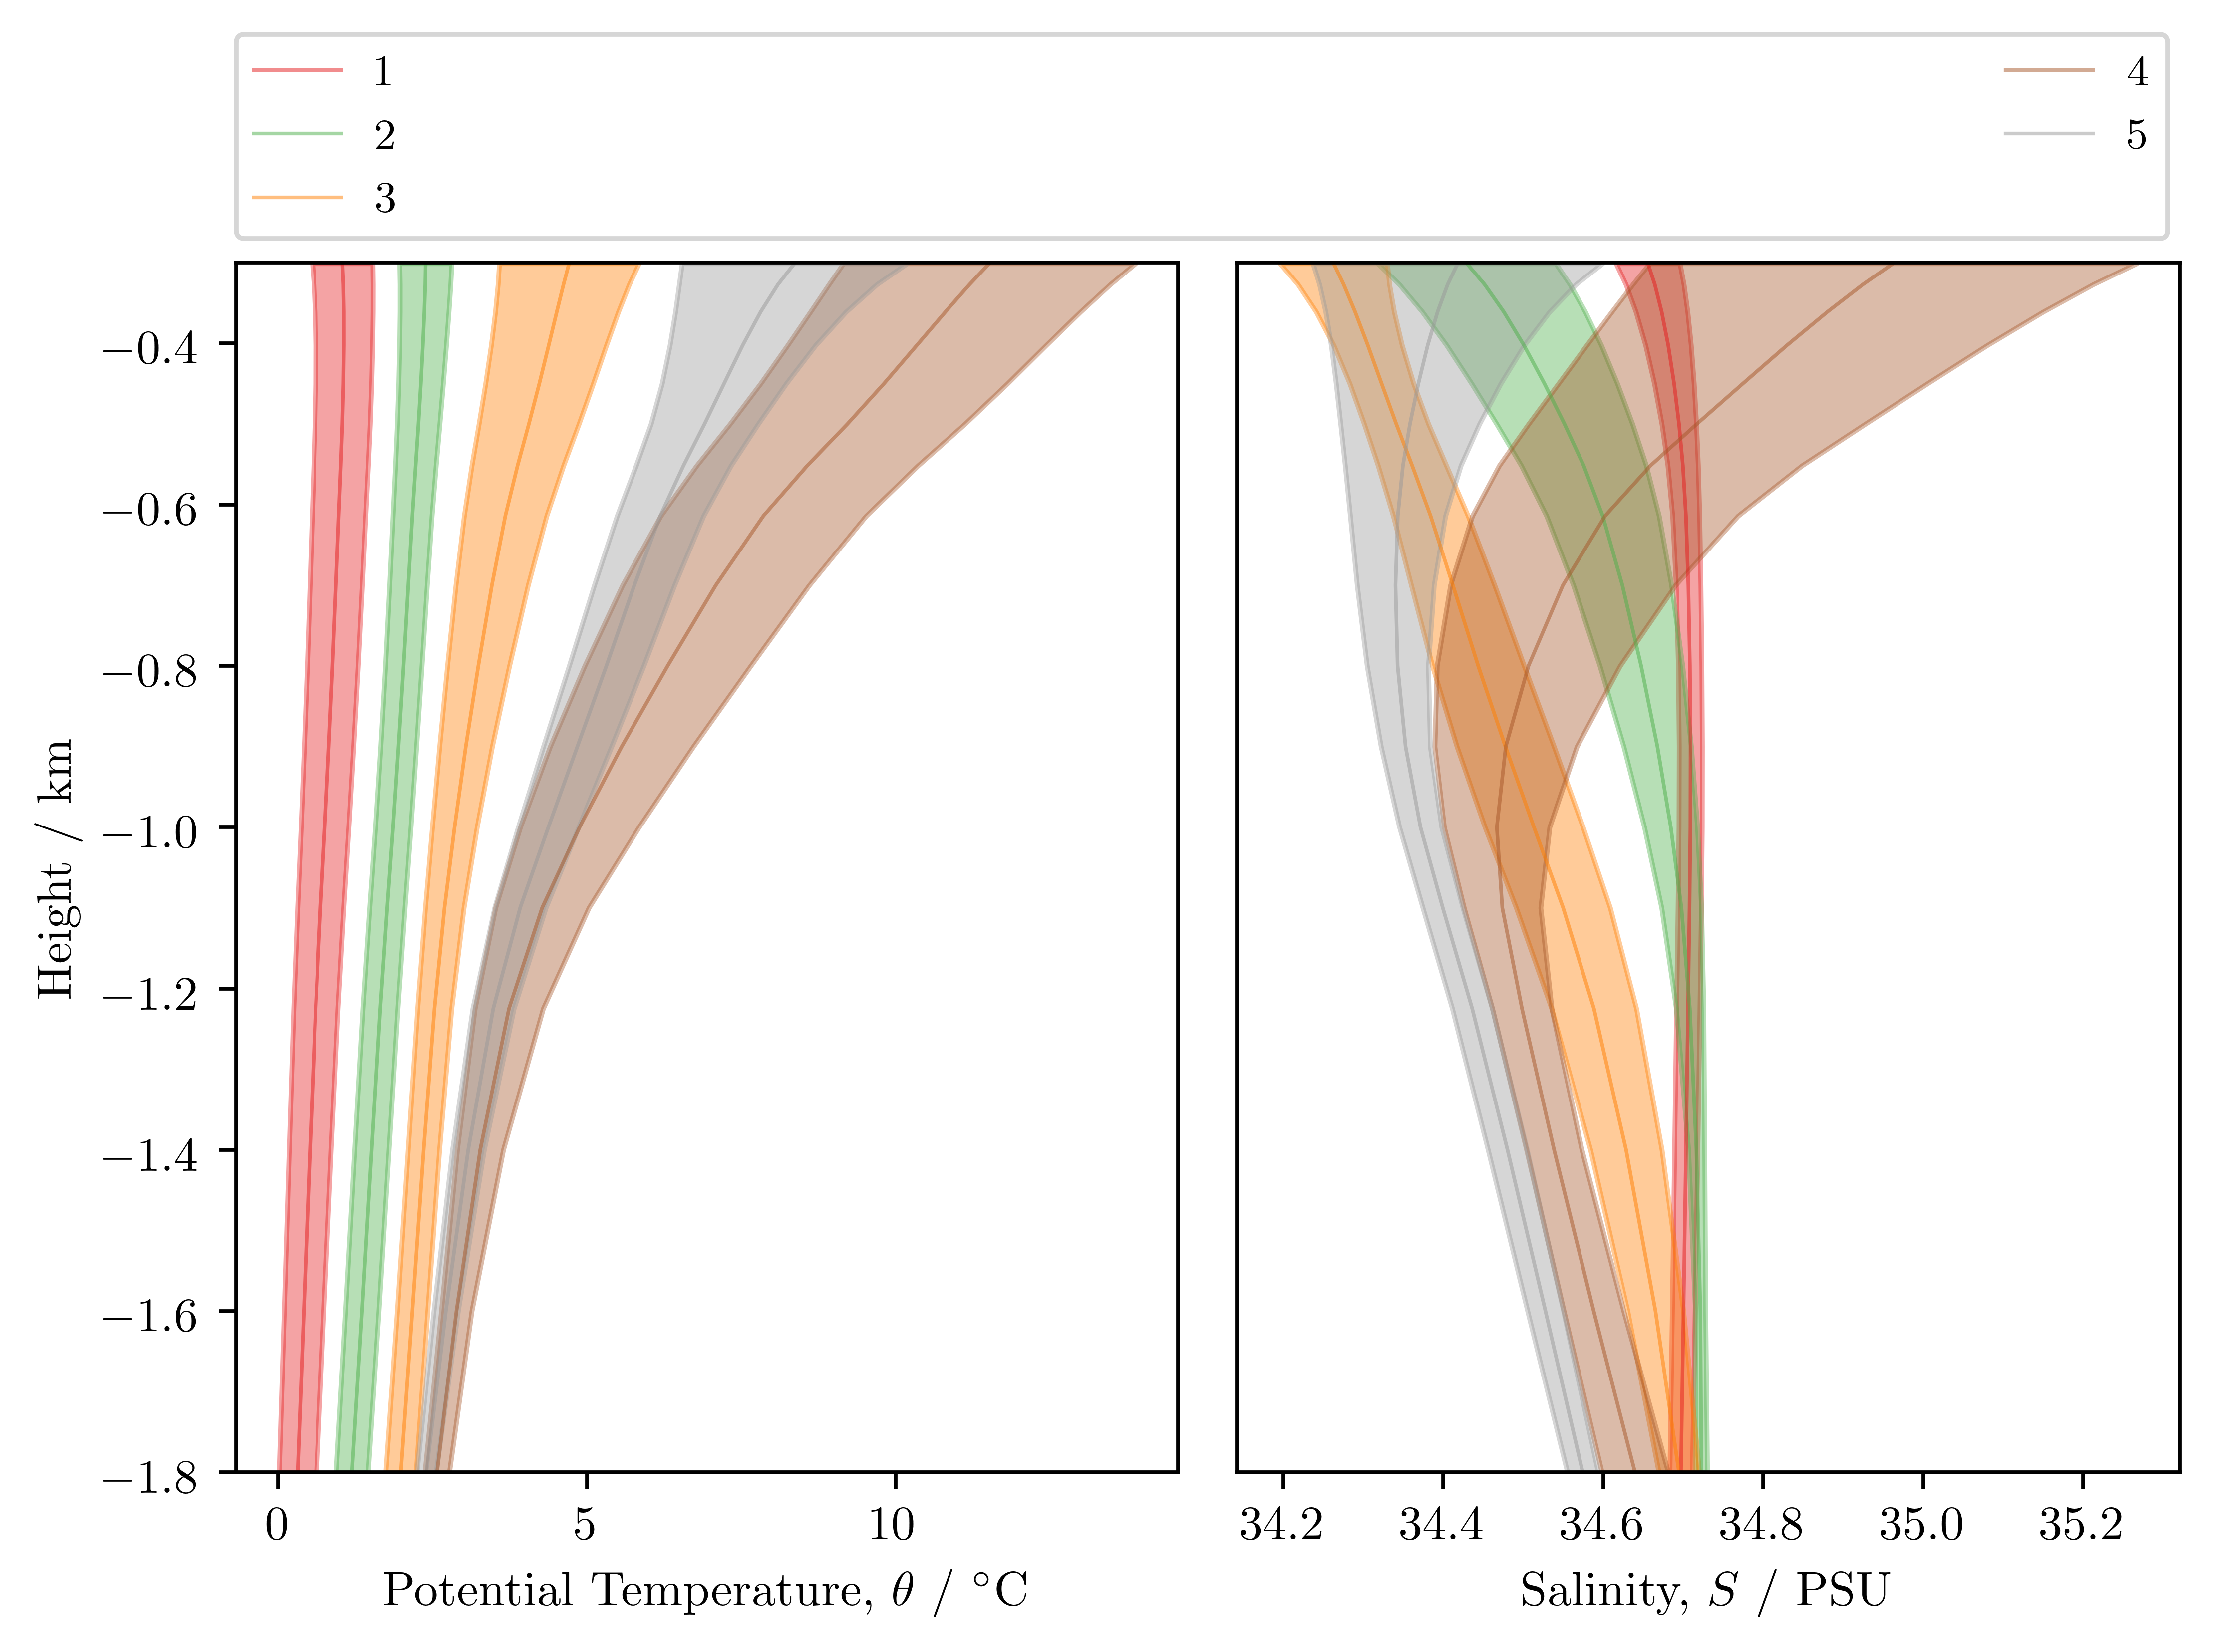 1
2
3
4
5
−0.4
−0.6
−0.8
−1.0
−1.2
−1.4
−1.6
−1.8
Height / km
0 5 10
Potential Temperature, θ / °C
34.2 34.4 34.6 34.8 35.0 35.2
Salinity, S / PSU